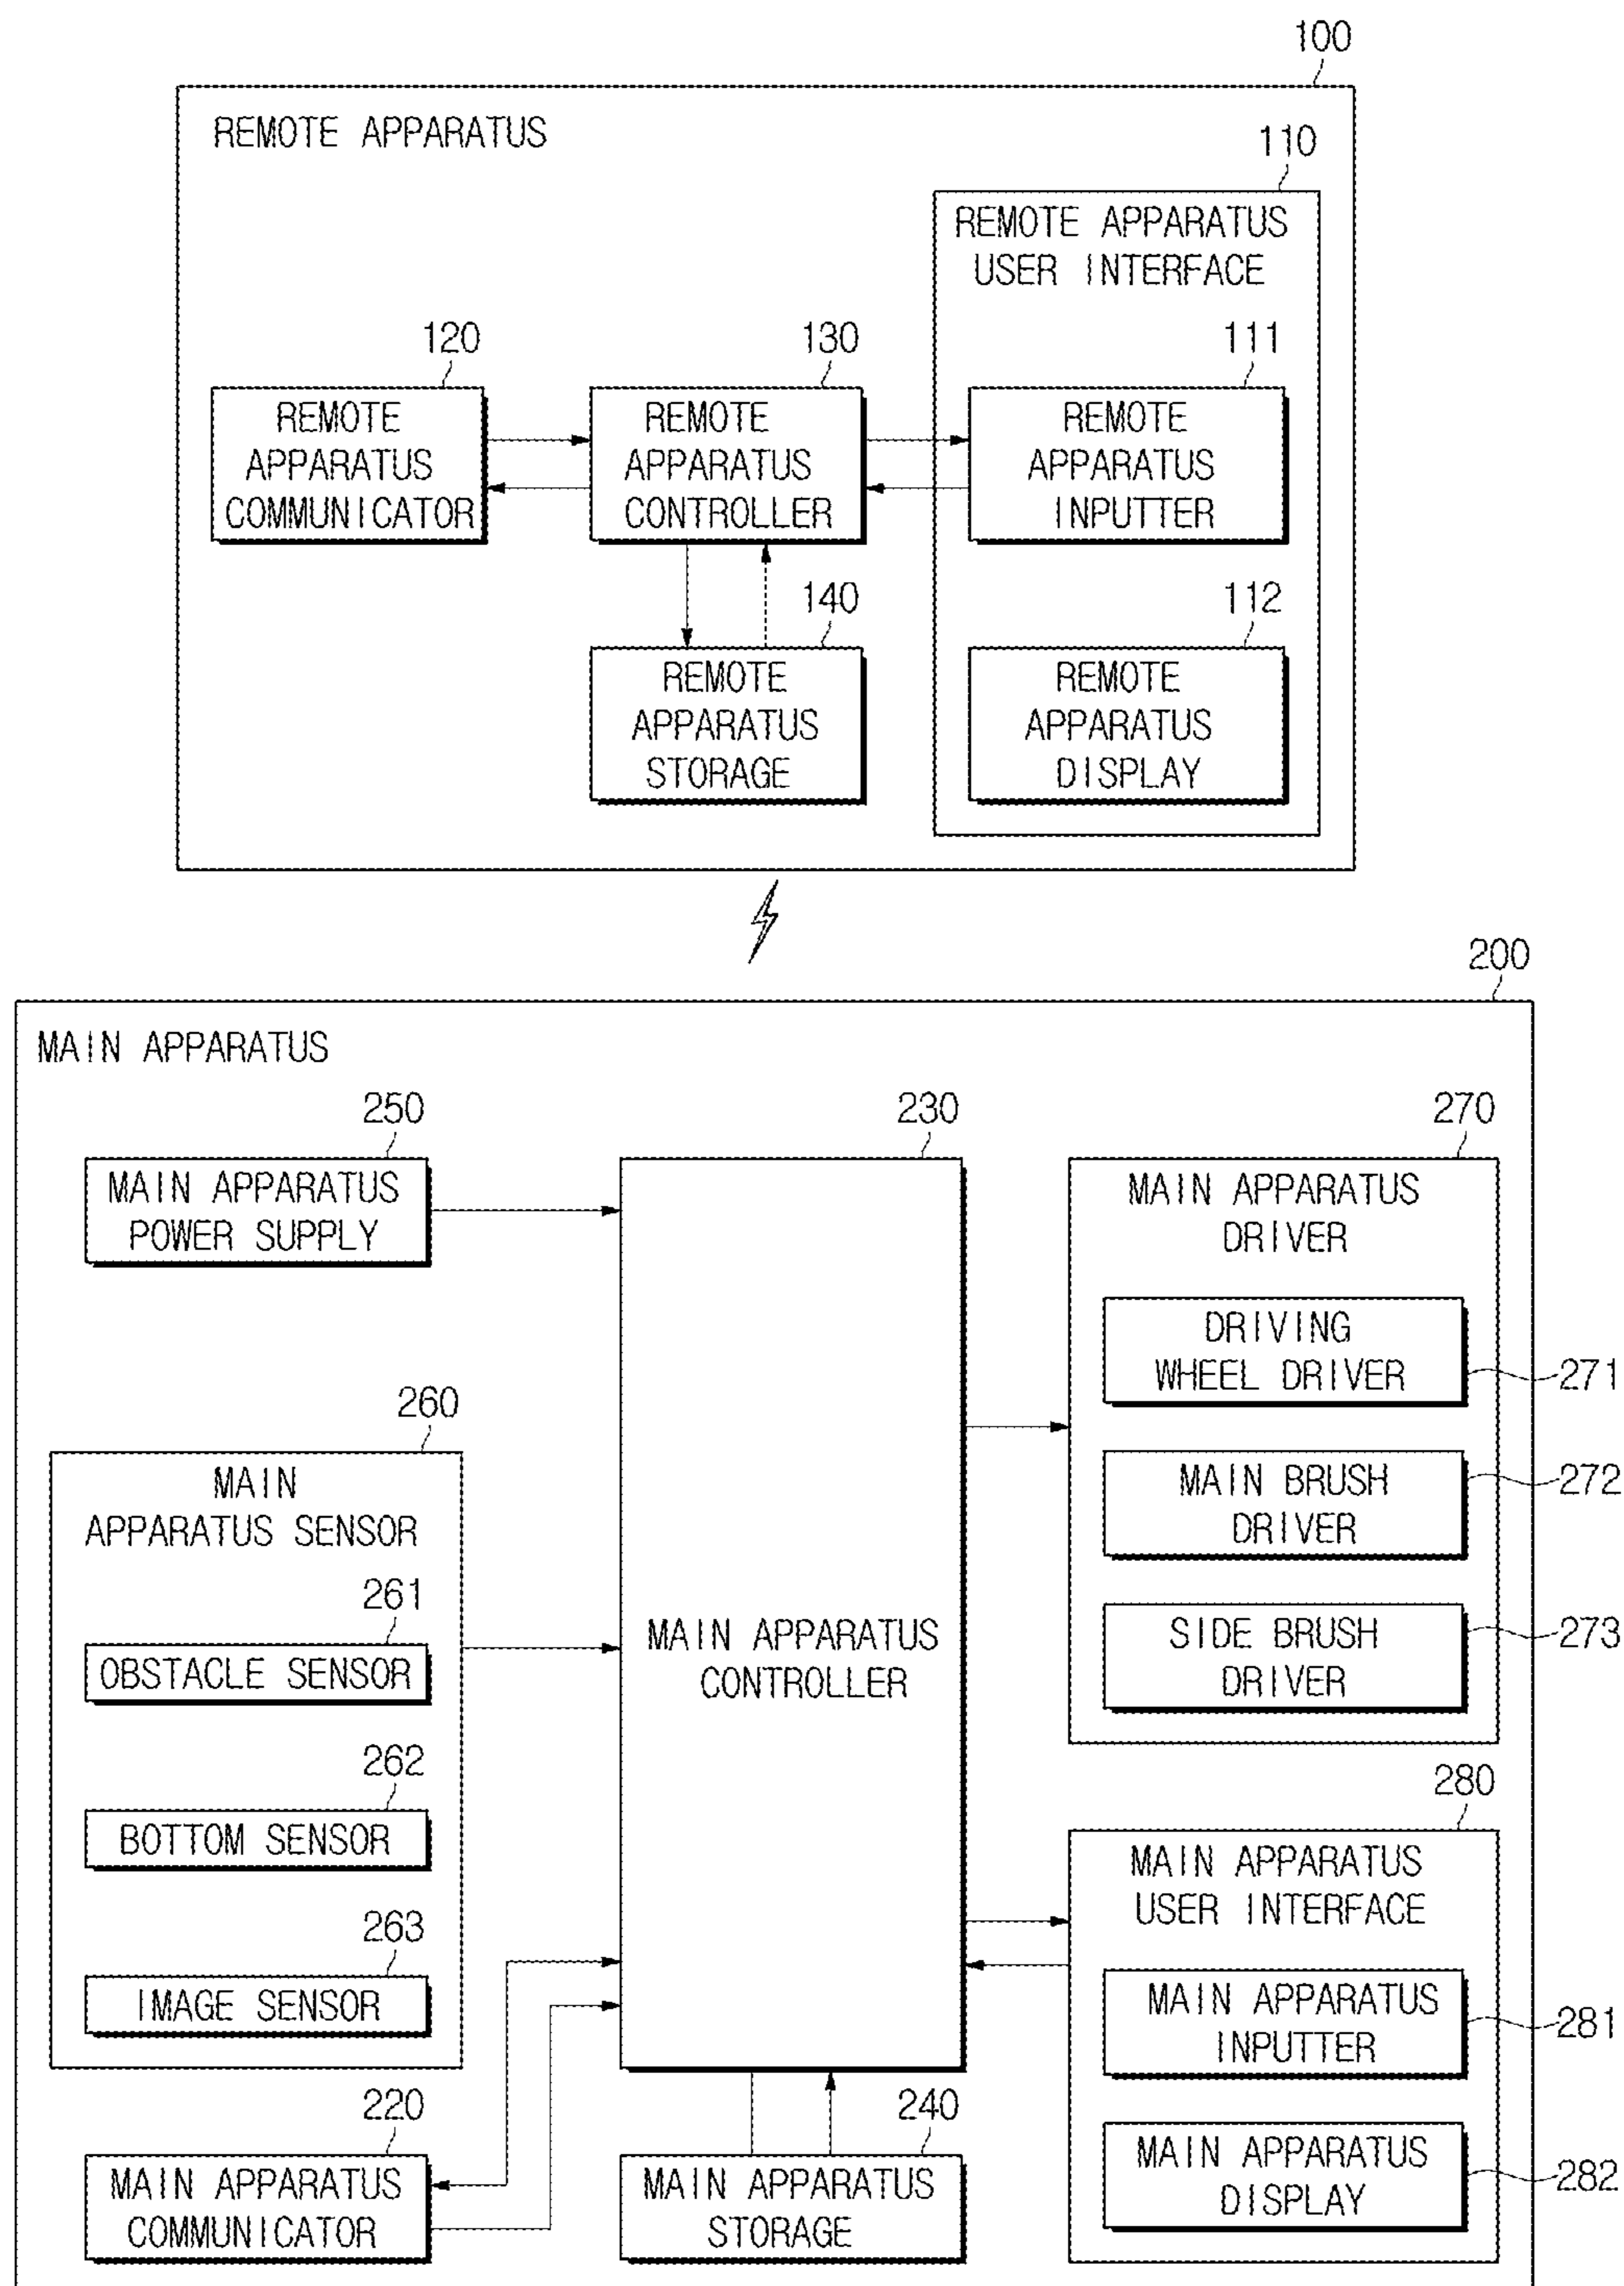 100
REMOTE APPARATUS
110
REMOTE APPARATUS
USER INTERFACE
120
130
111
REMOTE
APPARATUS
COMMUNICATOR
REMOTE
APPARATUS
CONTROLLER
REMOTE
APPARATUS
INPUTTER
140
112
REMOTE
APPARATUS
STORAGE
REMOTE
APPARATUS
DISPLAY
200
MAIN APPARATUS
250
230
270
MAIN APPARATUS
POWER SUPPLY
MAIN APPARATUS
DRIVER
DRIVING
WHEEL DRIVER
271
260
MAIN
APPARATUS SENSOR
MAIN BRUSH
DRIVER
272
261
OBSTACLE SENSOR
MAIN APPARATUS
CONTROLLER
SIDE BRUSH
DRIVER
273
262
BOTTOM SENSOR
280
MAIN APPARATUS
USER INTERFACE
263
IMAGE SENSOR
MAIN APPARATUS
INPUTTER
281
220
240
MAIN APPARATUS
COMMUNICATOR
MAIN APPARATUS
STORAGE
MAIN APPARATUS
DISPLAY
282